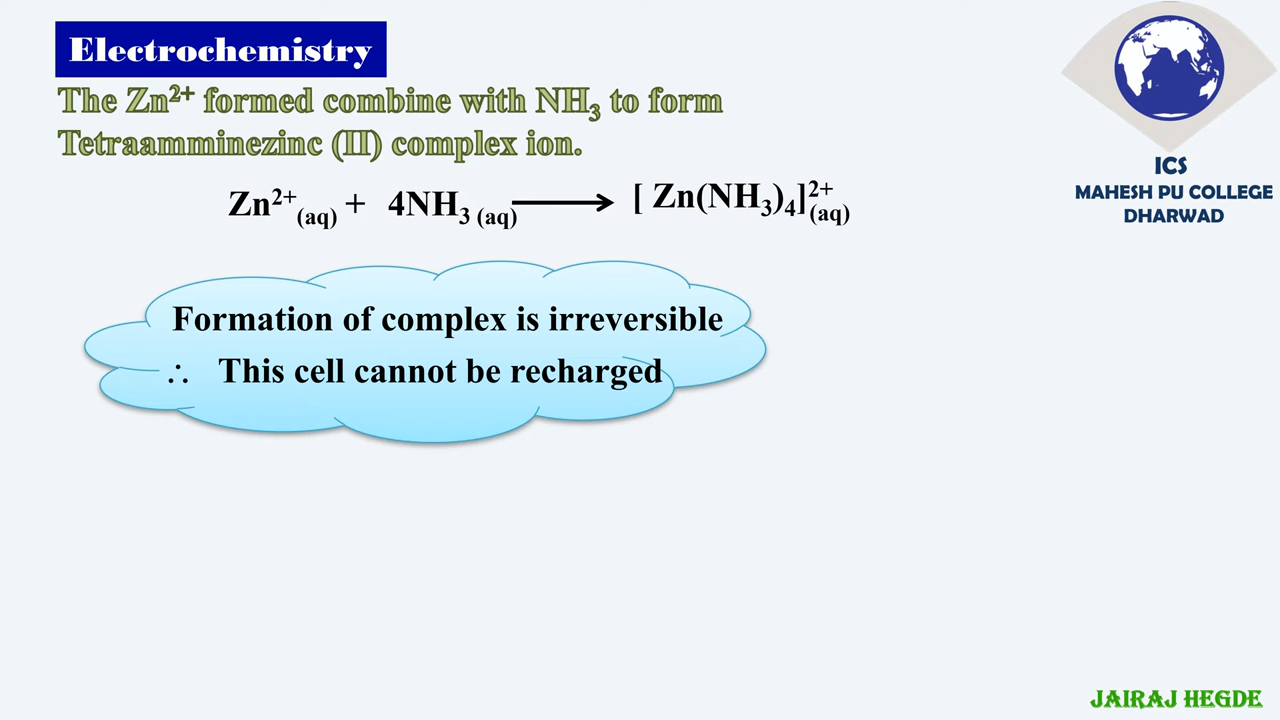 Electrochemistry
The Zn²⁺ formed combine with NH₃ to form
Tetraamminezinc (II) complex ion.
Zn²⁺₍aq₎ + 4NH₃ ₍aq₎ ⟶ [ Zn(NH₃)₄]²⁺₍aq₎
Formation of complex is irreversible
∴ This cell cannot be recharged
ICS
MAHESH PU COLLEGE
DHARWAD
JAIRAJ HEGDE